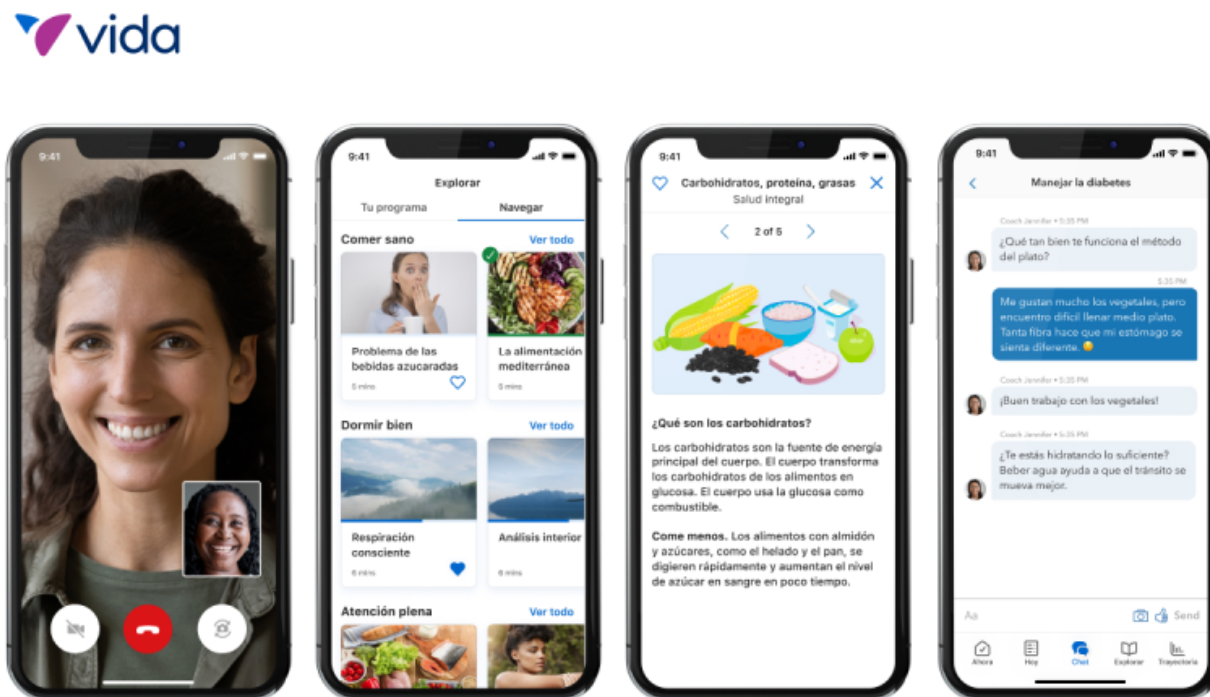 vida
9:41
9:41
Explorar
Tu programa
Navegar
Comer sano
Ver todo
Problema de las
bebidas azucaradas
5 mins
La alimentación
mediterránea
5 mins
Dormir bien
Ver todo
Respiración
consciente
6 mins
Análisis interior
6 mins
Atención plena
Ver todo
9:41
Carbohidratos, proteína, grasas
Salud integral
2 of 5
¿Qué son los carbohidratos?
Los carbohidratos son la fuente de energía
principal del cuerpo. El cuerpo transforma
los carbohidratos de los alimentos en
glucosa. El cuerpo usa la glucosa como
combustible.
Come menos. Los alimentos con almidón
y azúcares, como el helado y el pan, se
digieren rápidamente y aumentan el nivel
de azúcar en sangre en poco tiempo.
9:41
Manejar la diabetes
Coach Jennifer • 5:35 PM
¿Qué tan bien te funciona el método
del plato?
5:35 PM
Me gustan mucho los vegetales, pero
encuentro difícil llenar medio plato.
Tanta fibra hace que mi estómago se
sienta diferente.
Coach Jennifer • 5:35 PM
¡Buen trabajo con los vegetales!
Coach Jennifer • 5:35 PM
¿Te estás hidratando lo suficiente?
Beber agua ayuda a que el tránsito se
mueva mejor.
Aa
Send
Ahora
Hoy
Chat
Explorar
Trayectoria